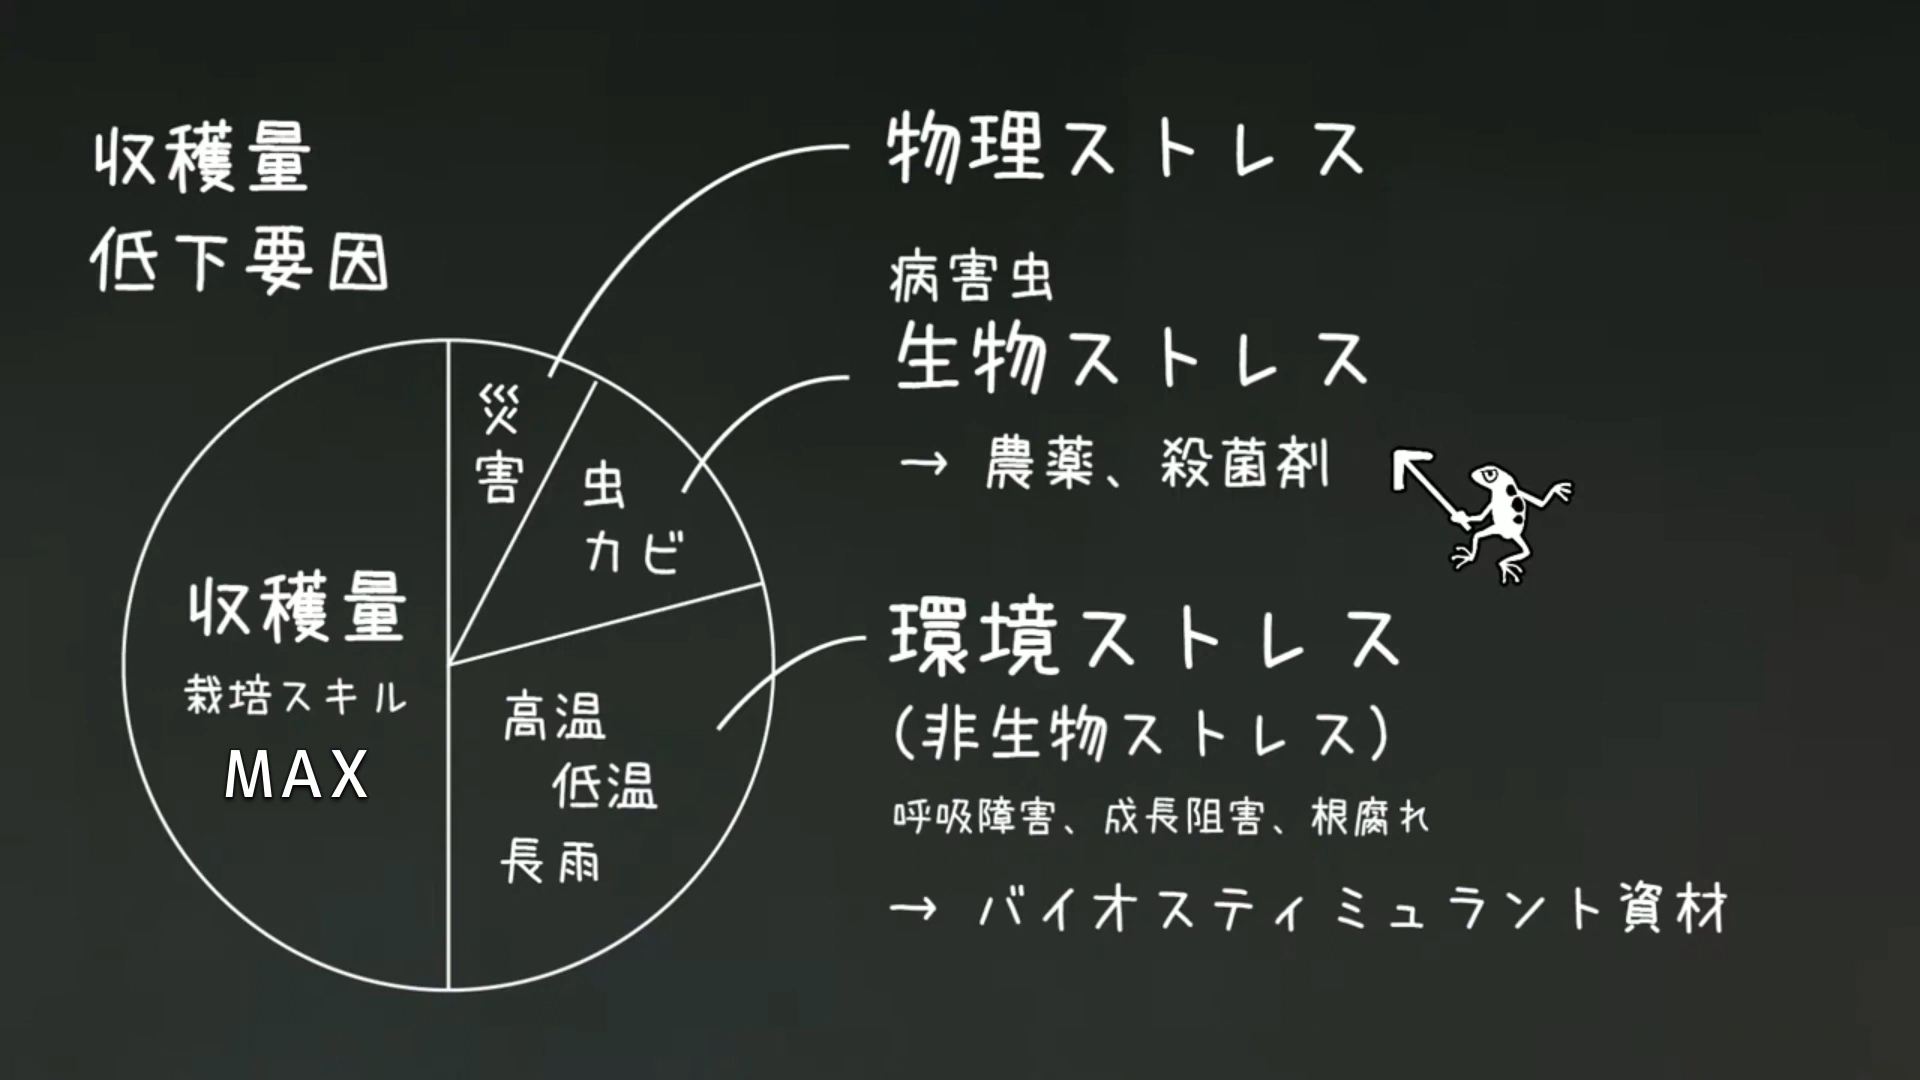 収穫量
低下要因
物理ストレス
病害虫
生物ストレス
→ 農薬、殺菌剤
環境ストレス
(非生物ストレス)
呼吸障害、成長阻害、根腐れ
→ バイオスティミュラント資材
災害
虫
カビ
収穫量
栽培スキル
MAX
高温
低温
長雨